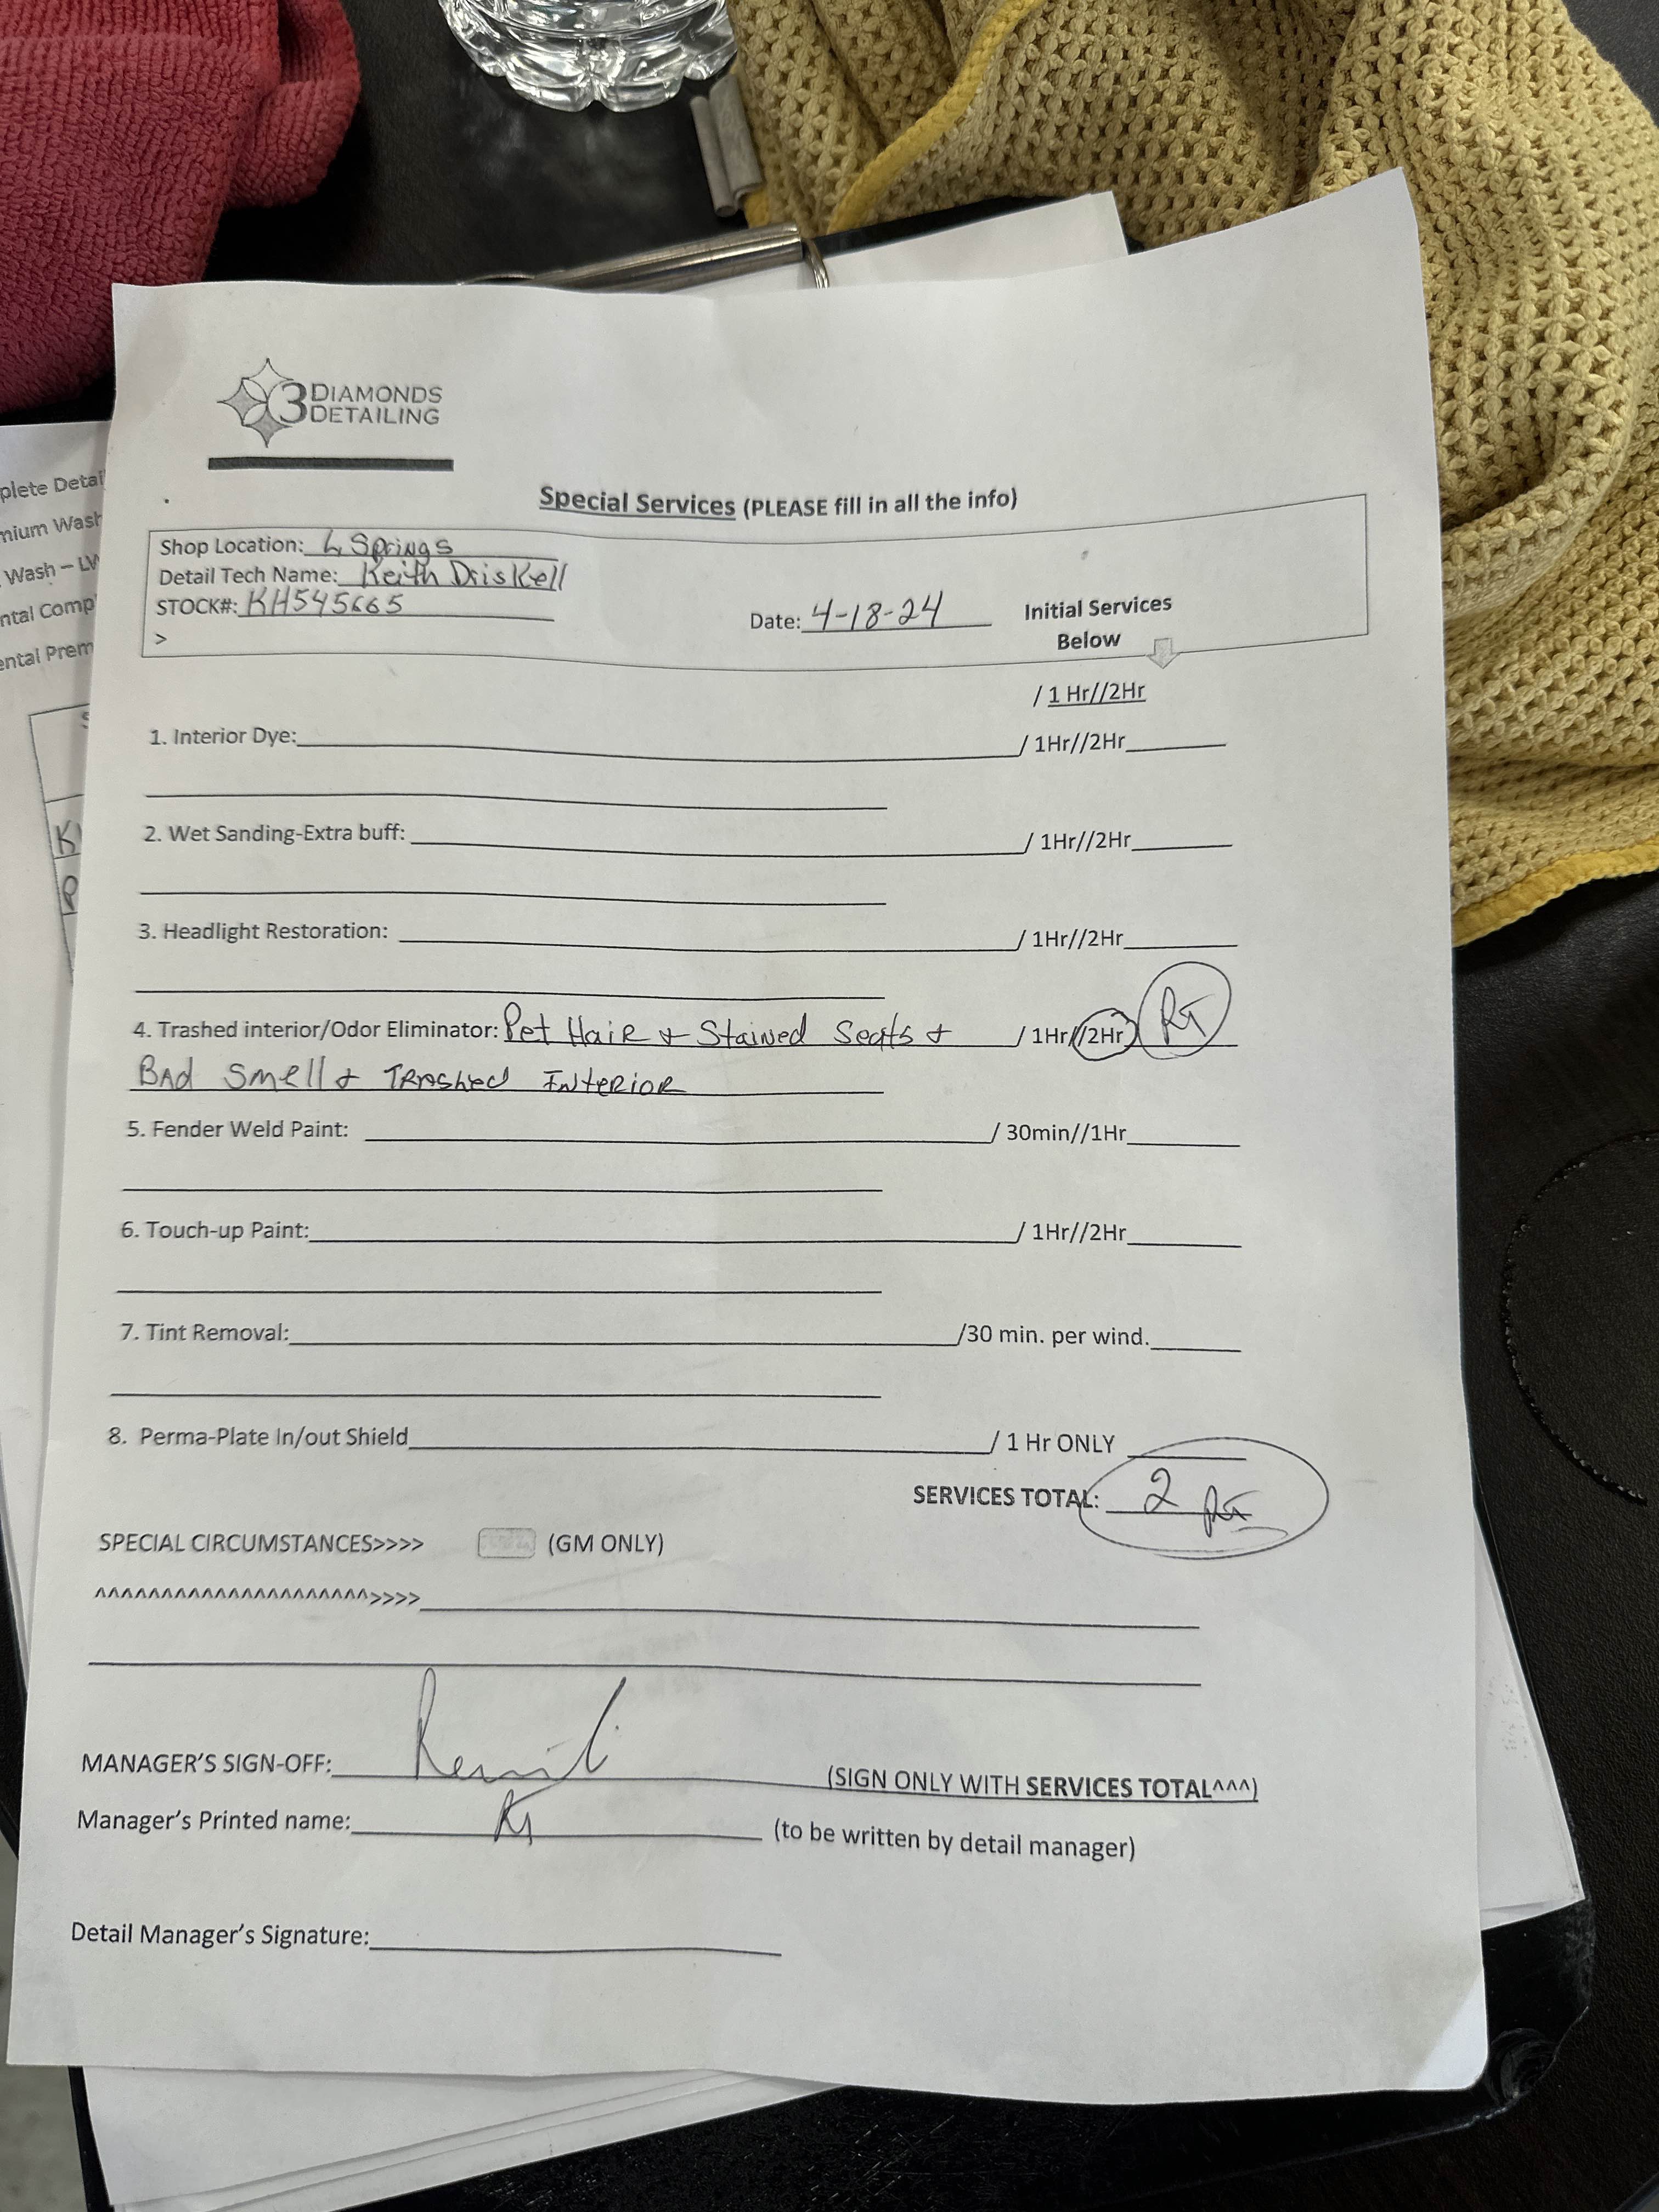 3 DIAMONDS
DETAILING
Special Services (PLEASE fill in all the info)
Shop Location: L Springs
Detail Tech Name: Keith Driskell
STOCK#: KH545665
Date: 4-18-24
Initial Services
Below
>
/ 1 Hr//2Hr
1. Interior Dye: / 1Hr//2Hr
2. Wet Sanding-Extra buff: / 1Hr//2Hr
3. Headlight Restoration: / 1Hr//2Hr
4. Trashed interior/Odor Eliminator: Pet Hair + Stained Seats + / 1Hr//2Hr RG
Bad Smell + Trashed Interior
5. Fender Weld Paint: / 30min//1Hr
6. Touch-up Paint: / 1Hr//2Hr
7. Tint Removal: /30 min. per wind.
8. Perma-Plate In/out Shield / 1 Hr ONLY
SERVICES TOTAL: 2 RG
SPECIAL CIRCUMSTANCES>>>> (GM ONLY)
^^^^^^^^^^^^^^^^^^^^^>>>>
MANAGER'S SIGN-OFF: (SIGN ONLY WITH SERVICES TOTAL^^^)
Manager's Printed name: RG (to be written by detail manager)
Detail Manager's Signature:
plete Detai
mium Wash
Wash – LV
ntal Comp
ental Prem